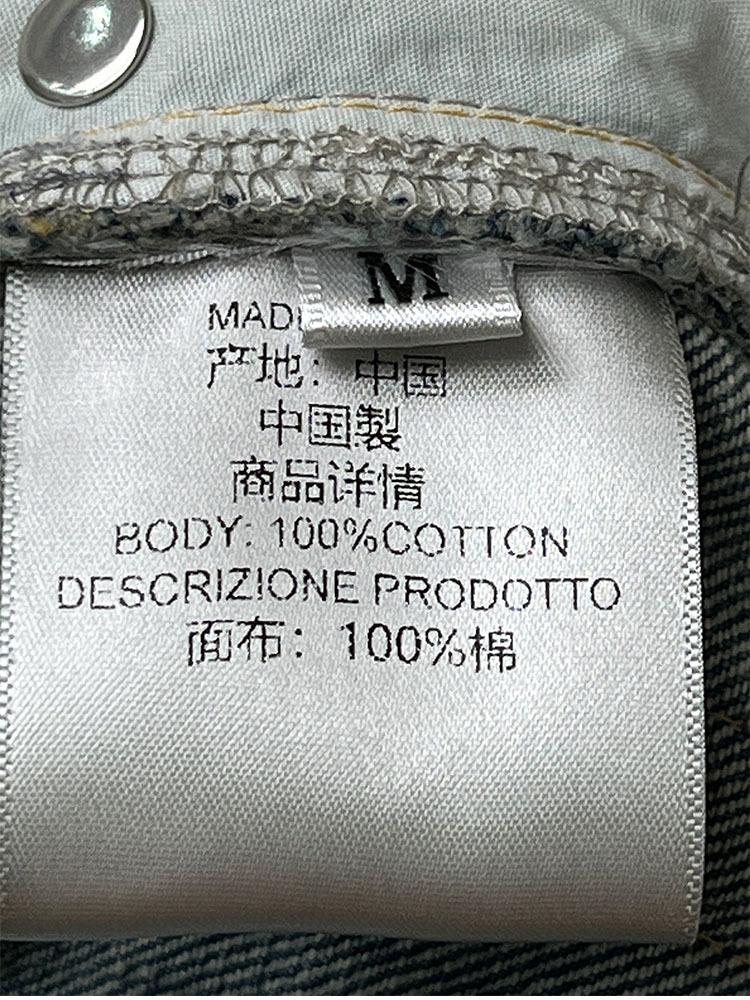 M
MADE
产地：中国
中国製
商品详情
BODY: 100%COTTON
DESCRIZIONE PRODOTTO
面布：100%棉